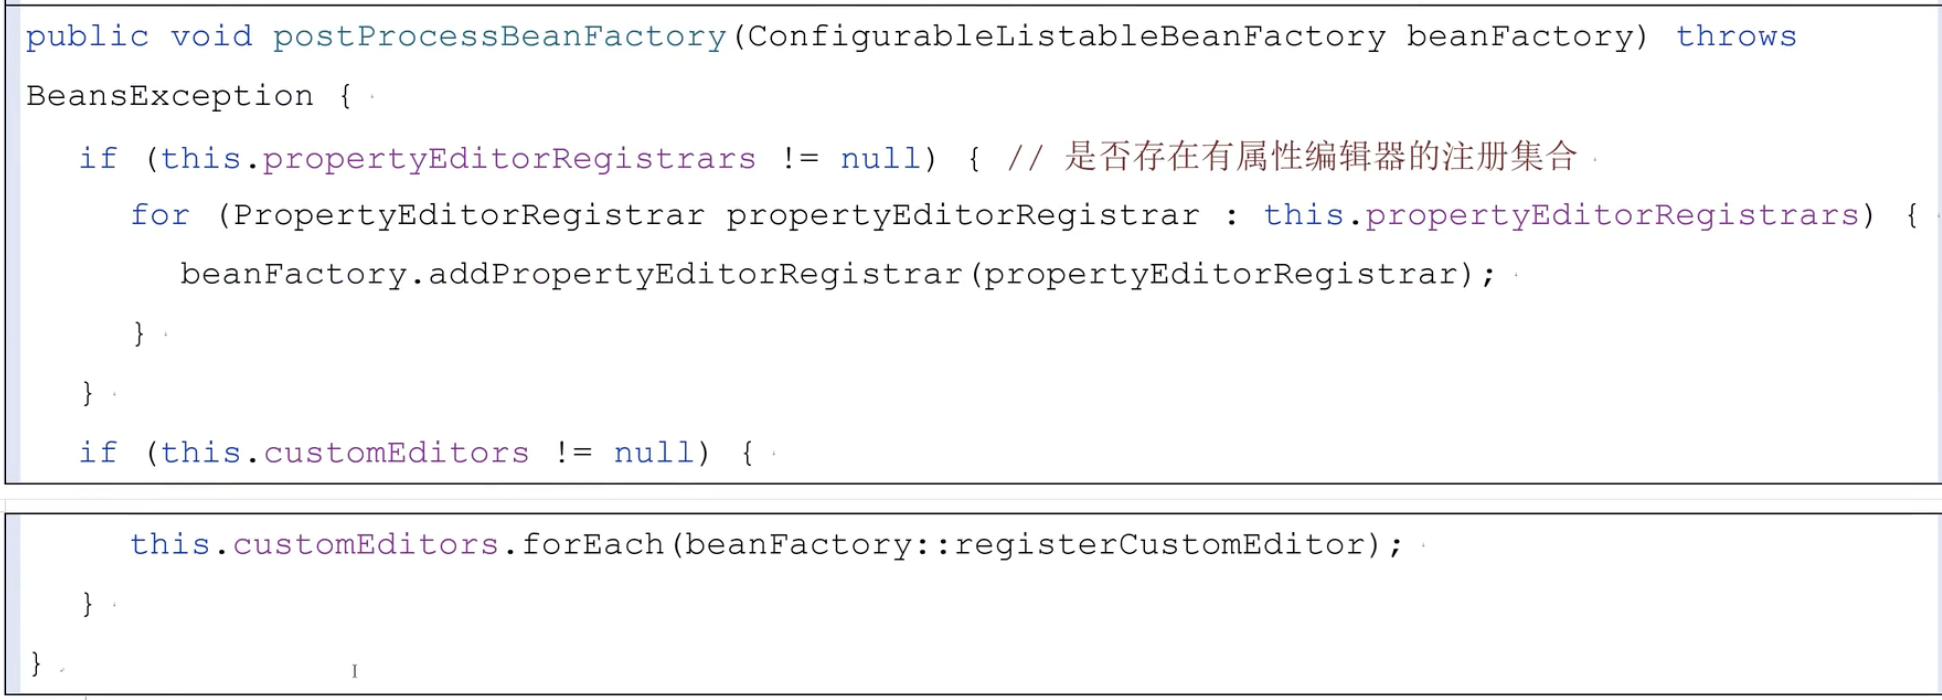 public void postProcessBeanFactory(ConfigurableListableBeanFactory beanFactory) throws
BeansException {
if (this.propertyEditorRegistrars != null) { // 是否存在有属性编辑器的注册集合
for (PropertyEditorRegistrar propertyEditorRegistrar : this.propertyEditorRegistrars) {
beanFactory.addPropertyEditorRegistrar(propertyEditorRegistrar);
}
}
if (this.customEditors != null) {
this.customEditors.forEach(beanFactory::registerCustomEditor);
}
}